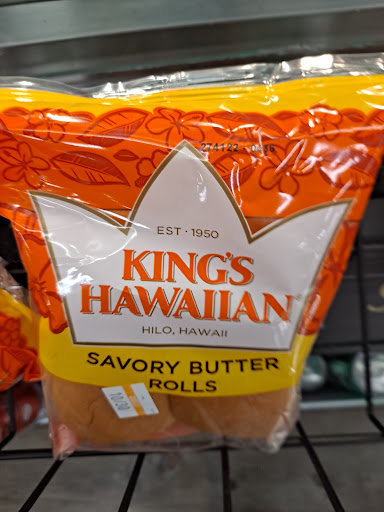 EST · 1950
KING'S
HAWAIIAN
HILO, HAWAII
SAVORY BUTTER
ROLLS